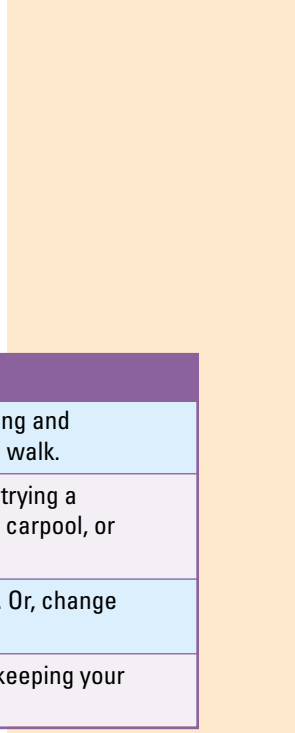 ng and
walk.
trying a
carpool, or
. Or, change
keeping your